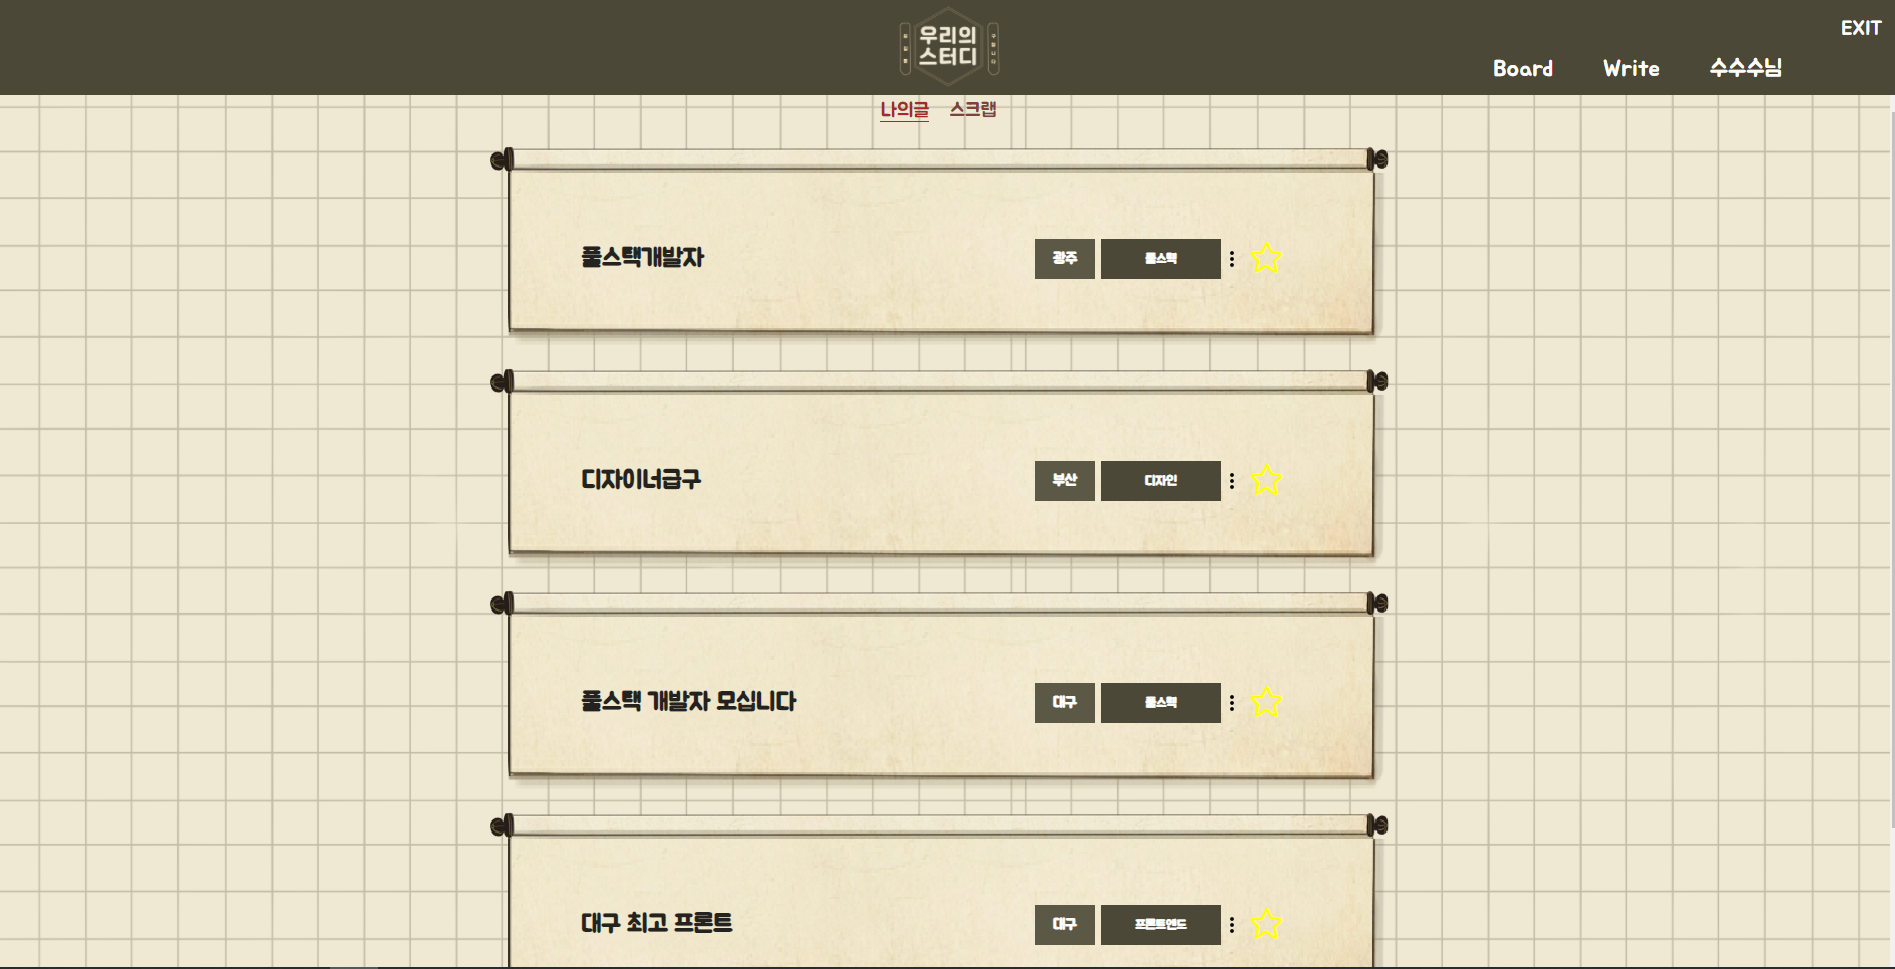 우리의
스터디
EXIT
Board
Write
수수수님
나의글
스크랩
풀스택개발자
광주
풀스택
디자이너급구
부산
디자인
풀스택 개발자 모십니다
대구
풀스택
대구 최고 프론트
대구
프론트엔드